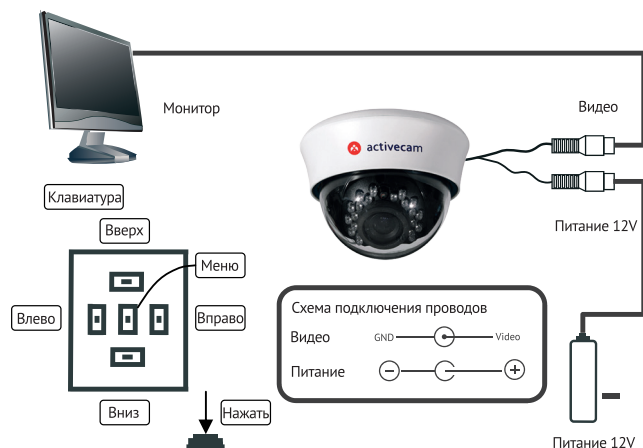 Монитор
activecam
Видео
Питание 12V
Клавиатура
Вверх
Меню
Влево
Вправо
Вниз
Нажать
Схема подключения проводов
Видео GND Video
Питание − +
Питание 12V